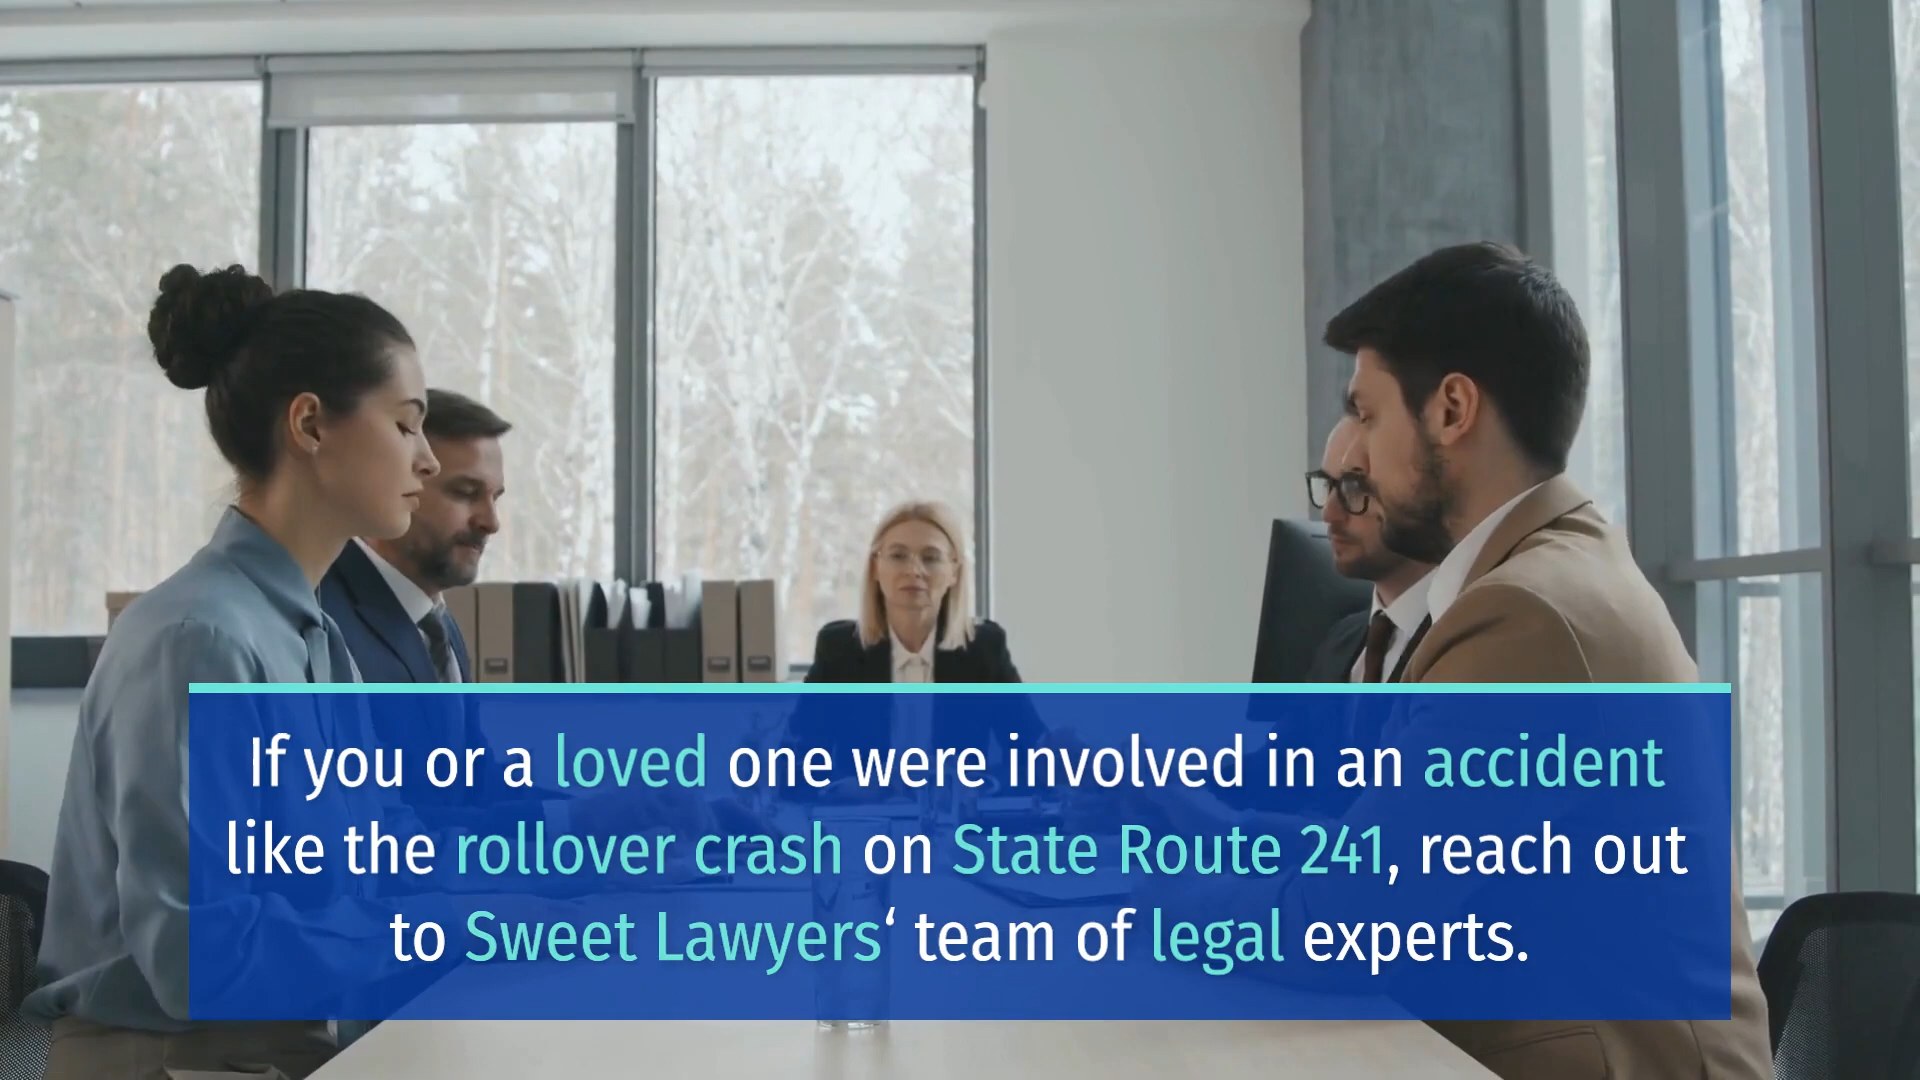 If you or a loved one were involved in an accident
like the rollover crash on State Route 241, reach out
to Sweet Lawyers‘ team of legal experts.